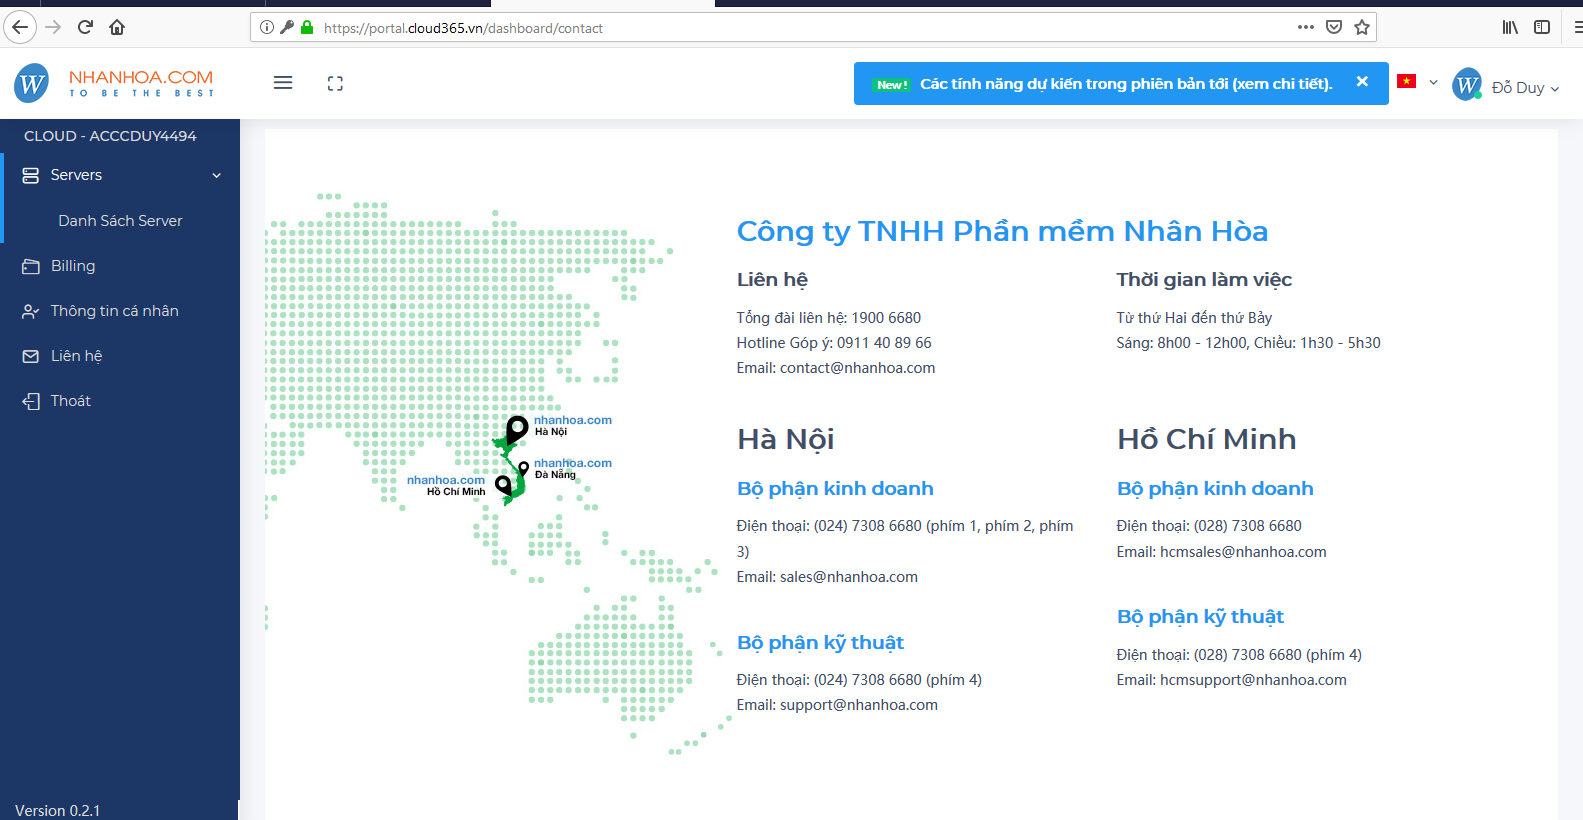 https://portal.cloud365.vn/dashboard/contact
W NHANHOA.COM
TO BE THE BEST
New! Các tính năng dự kiến trong phiên bản tới (xem chi tiết).
W Đỗ Duy
CLOUD - ACCCDUY4494
Servers
Danh Sách Server
Billing
Thông tin cá nhân
Liên hệ
Thoát
Version 0.2.1
nhanhoa.com
Hà Nội
nhanhoa.com
Đà Nẵng
nhanhoa.com
Hồ Chí Minh
Công ty TNHH Phần mềm Nhân Hòa
Liên hệ
Tổng đài liên hệ: 1900 6680
Hotline Góp ý: 0911 40 89 66
Email: contact@nhanhoa.com
Thời gian làm việc
Từ thứ Hai đến thứ Bảy
Sáng: 8h00 - 12h00, Chiều: 1h30 - 5h30
Hà Nội
Bộ phận kinh doanh
Điện thoại: (024) 7308 6680 (phím 1, phím 2, phím
3)
Email: sales@nhanhoa.com
Bộ phận kỹ thuật
Điện thoại: (024) 7308 6680 (phím 4)
Email: support@nhanhoa.com
Hồ Chí Minh
Bộ phận kinh doanh
Điện thoại: (028) 7308 6680
Email: hcmsales@nhanhoa.com
Bộ phận kỹ thuật
Điện thoại: (028) 7308 6680 (phím 4)
Email: hcmsupport@nhanhoa.com